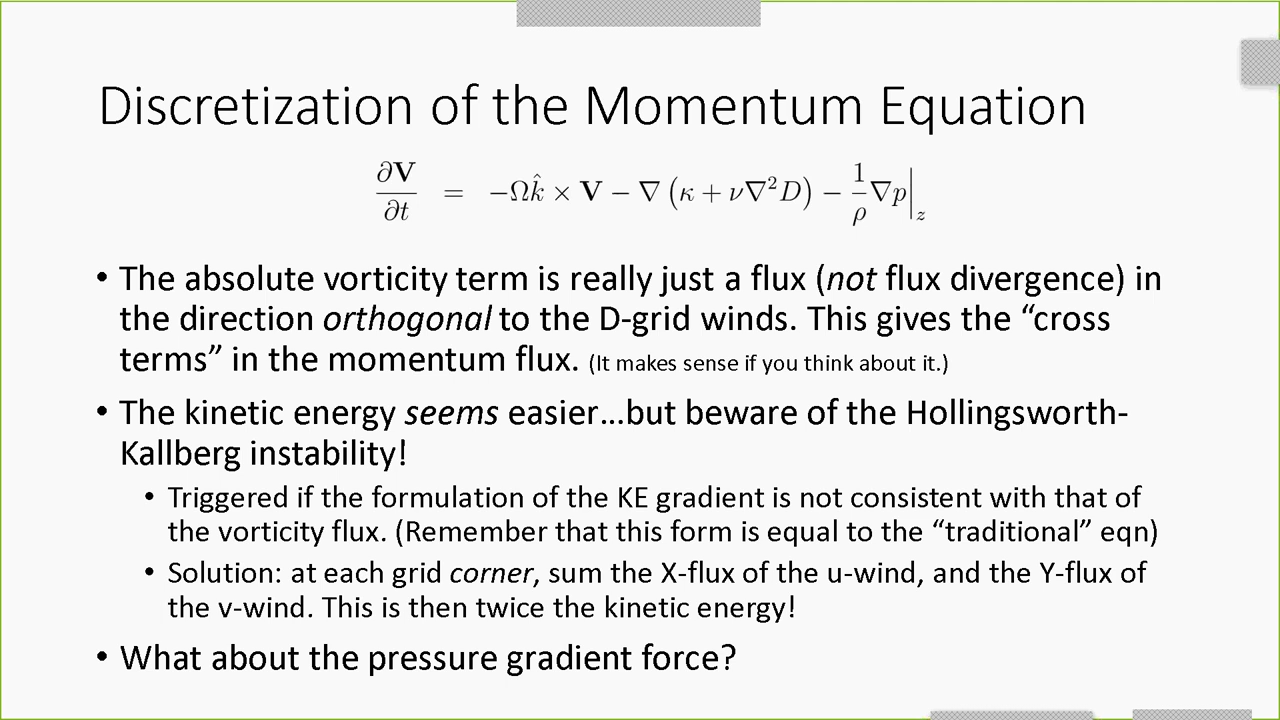 Discretization of the Momentum Equation
∂V/∂t = −Ωk̂ × V − ∇(κ + ν∇²D) − 1/ρ ∇p|_z
• The absolute vorticity term is really just a flux (not flux divergence) in
the direction orthogonal to the D-grid winds. This gives the “cross
terms” in the momentum flux. (It makes sense if you think about it.)
• The kinetic energy seems easier…but beware of the Hollingsworth-
Kallberg instability!
• Triggered if the formulation of the KE gradient is not consistent with that of
the vorticity flux. (Remember that this form is equal to the “traditional” eqn)
• Solution: at each grid corner, sum the X-flux of the u-wind, and the Y-flux of
the v-wind. This is then twice the kinetic energy!
• What about the pressure gradient force?